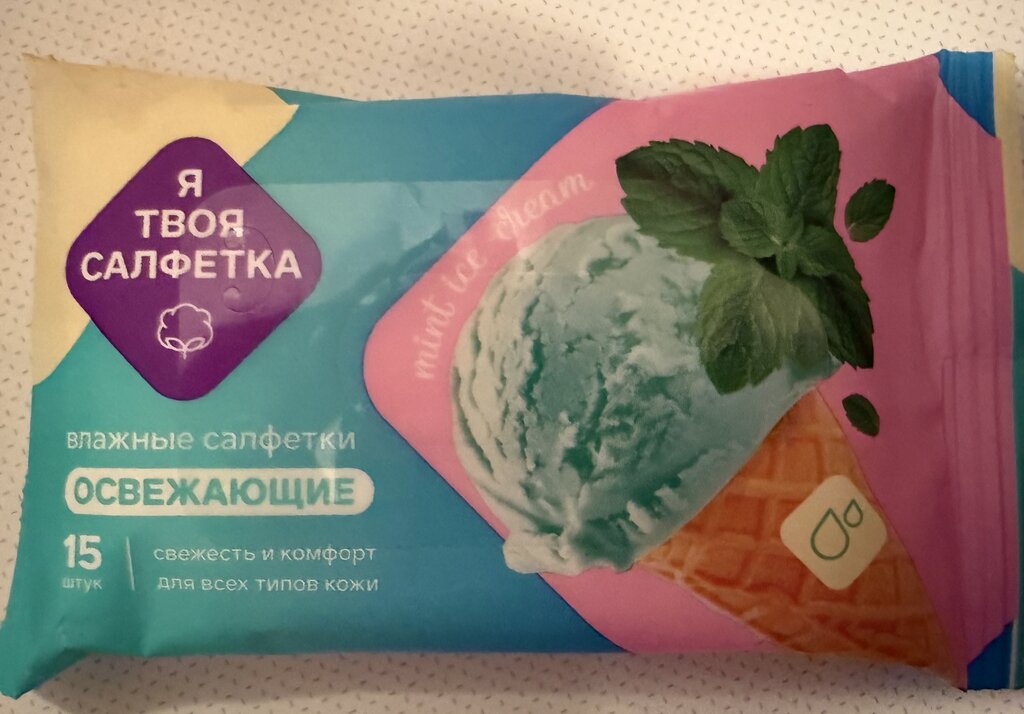 Я
ТВОЯ
САЛФЕТКА
mint ice cream
влажные салфетки
ОСВЕЖАЮЩИЕ
15
штук
свежесть и комфорт
для всех типов кожи